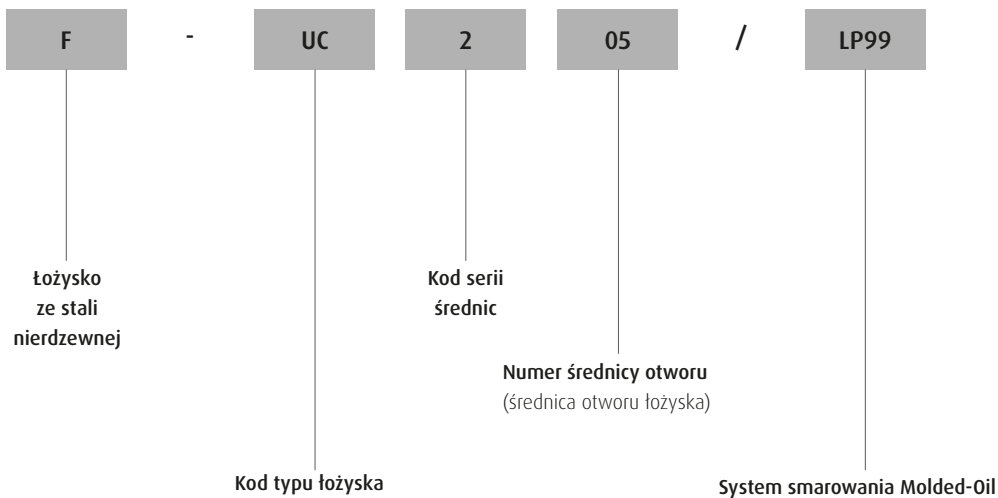 F - UC 2 05 / LP99
Łożysko
ze stali
nierdzewnej
Kod serii
średnic
Numer średnicy otworu
(średnica otworu łożyska)
Kod typu łożyska
System smarowania Molded-Oil